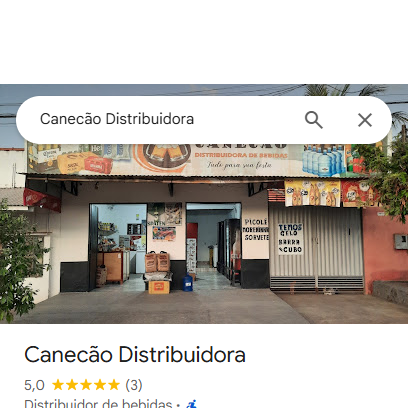 Canecão Distribuidora
CANECÃO
DISTRIBUIDORA DE BEBIDAS
Tudo para sua festa
PICOLÉ
MORENINHA
SORVETE
TEMOS
GELO
BARRA
CUBO
Canecão Distribuidora
5,0 (3)
Distribuidor de bebidas ·